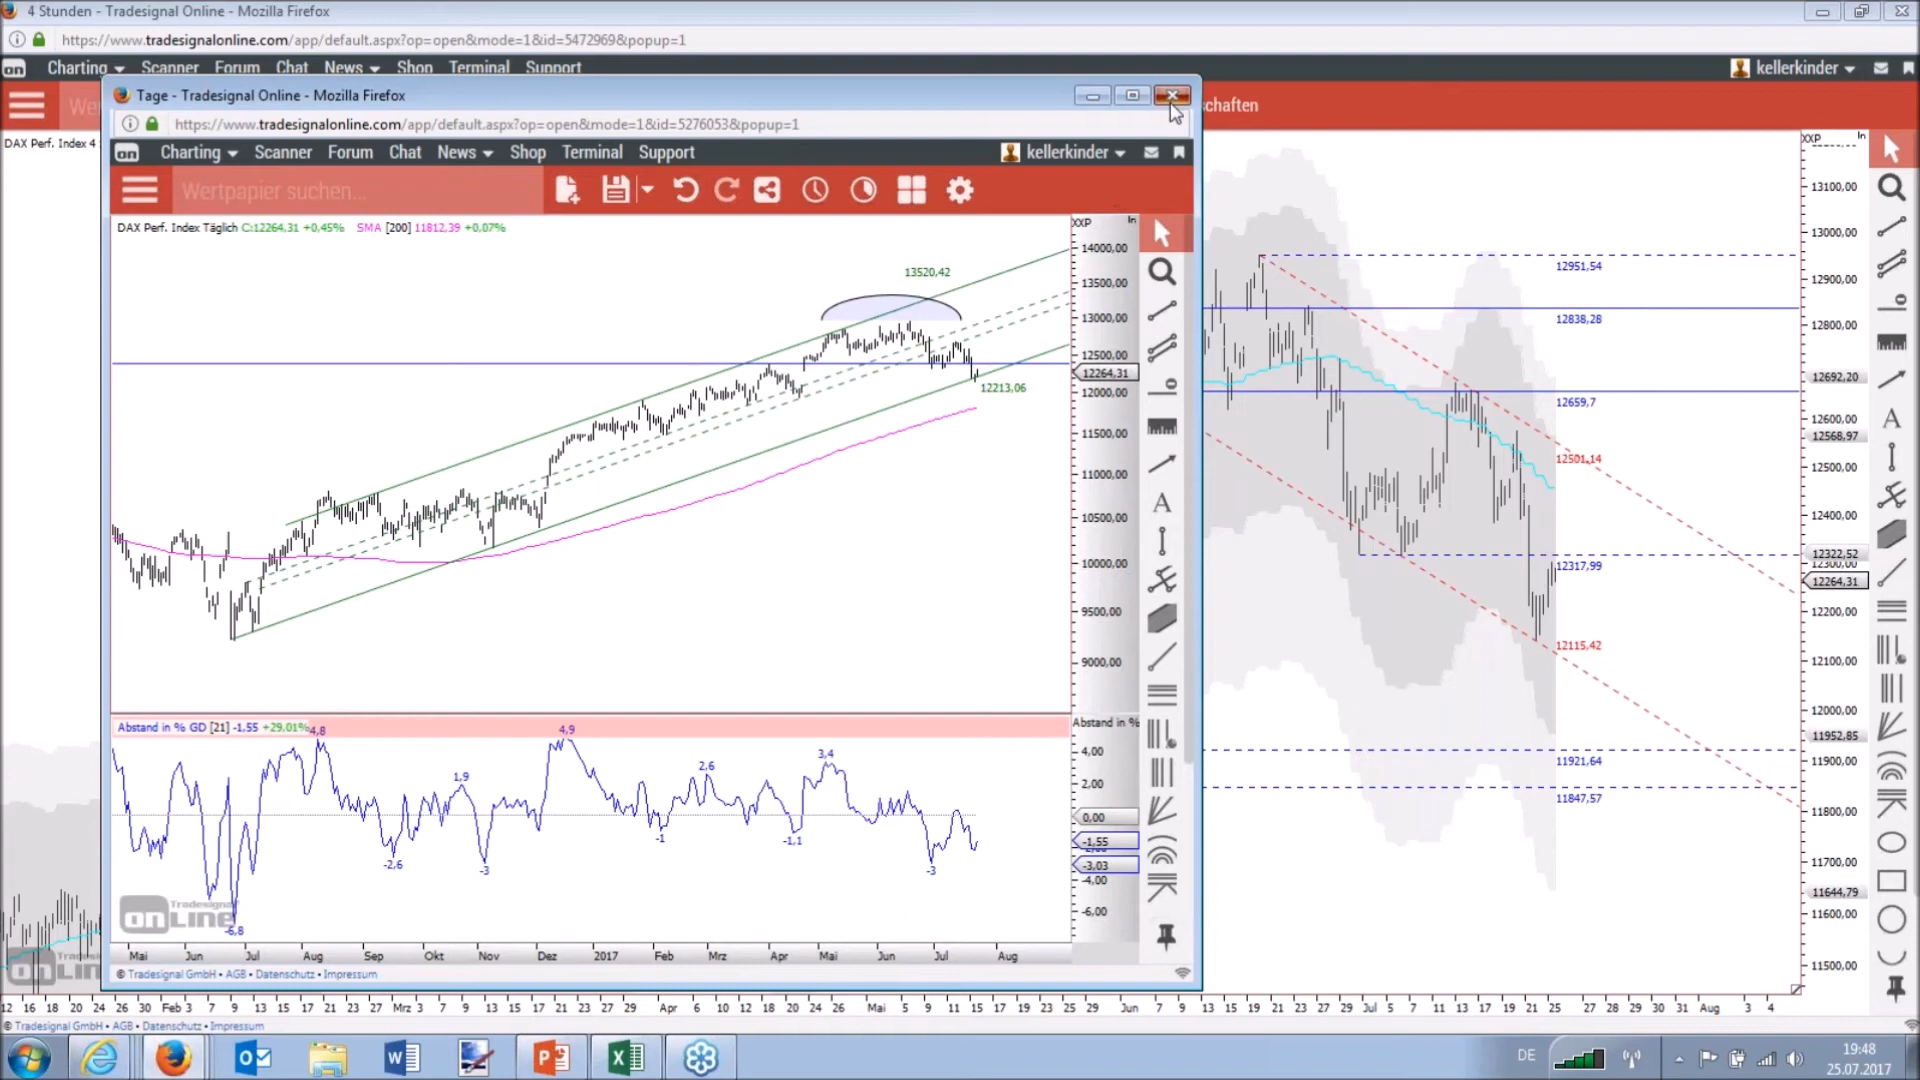 4 Stunden - Tradesignal Online - Mozilla Firefox
https://www.tradesignalonline.com/app/default.aspx?op=open&mode=1&id=5472969&popup=1
on Charting Scanner Forum Chat News Shop Terminal Support kellerkinder
We
schaften
DAX Perf. Index 4
Tage - Tradesignal Online - Mozilla Firefox
https://www.tradesignalonline.com/app/default.aspx?op=open&mode=1&id=5276053&popup=1
on Charting Scanner Forum Chat News Shop Terminal Support kellerkinder
Wertpapier suchen...
DAX Perf. Index Täglich C:12264,31 +0,45% SMA [200] 11812,39 +0,07%
XXP ln
14000,00
13500,00
13000,00
12500,00
12264,31
12000,00
11500,00
11000,00
10500,00
10000,00
9500,00
9000,00
13520,42
12213,06
A
Abstand in % GD [21] -1,55 +29,01%
Abstand in %
4,8
4,9
1,9
2,6
3,4
-2,6
-3
-1
-1,1
-3
-6,8
4,00
2,00
0,00
-1,55
-3,03
-4,00
-6,00
Tradesignal
onLine
Mai Jun Jul Aug Sep Okt Nov Dez 2017 Feb Mrz Apr Mai Jun Jul Aug
© Tradesignal GmbH • AGB • Datenschutz • Impressum
XXP ln
13100,00
13000,00
12900,00
12800,00
12692,20
12600,00
12568,97
12500,00
12400,00
12322,52
12300,00
12264,31
12200,00
12100,00
12000,00
11952,85
11900,00
11800,00
11700,00
11644,79
11600,00
11500,00
12951,54
12838,28
12659,7
12501,14
12317,99
12115,42
11921,64
11847,57
A
12 16 18 20 24 26 30 Feb 3 7 9 13 15 17 21 23 27 Mrz 3 7 9 13 15 17 21 23 27 29 Apr 6 10 12 18 20 24 26 Mai 5 9 11 15 17 19 23 25 29 Jun 7 9 13 15 19 21 23 27 29 Jul 5 7 11 13 17 19 21 25 27 28 30 31 Aug 3 4
© Tradesignal GmbH • AGB • Datenschutz • Impressum
DE
19:48
25.07.2017